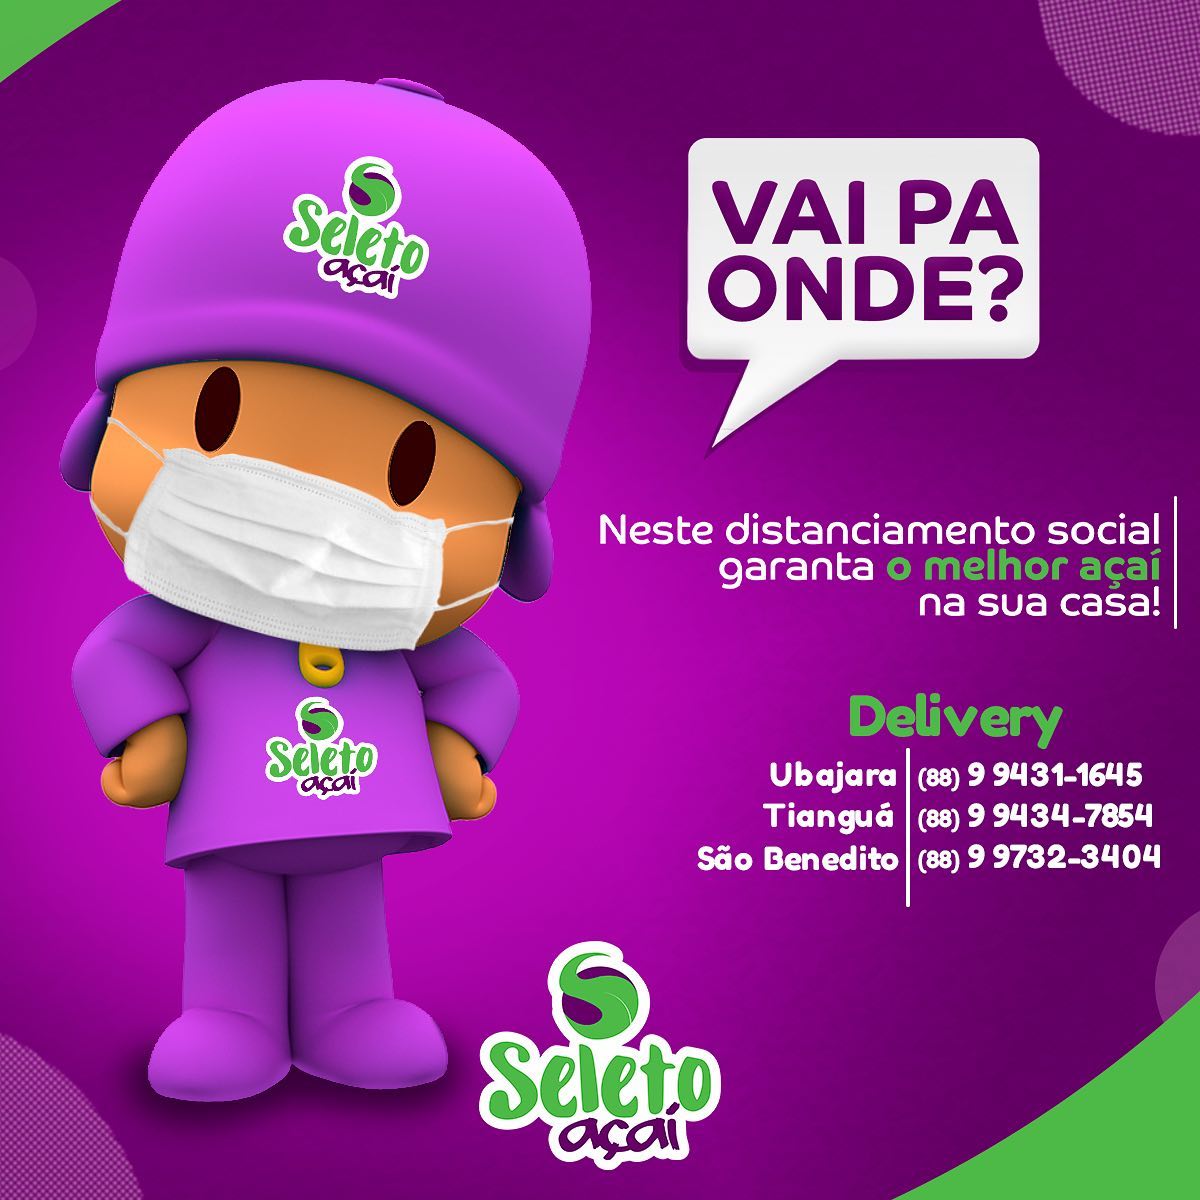 Seleto
açaí
VAI PA
ONDE?
Neste distanciamento social
garanta o melhor açaí
na sua casa!
Delivery
Ubajara (88) 9 9431-1645
Tianguá (88) 9 9434-7854
São Benedito (88) 9 9732-3404
Seleto
açaí
Seleto
açaí